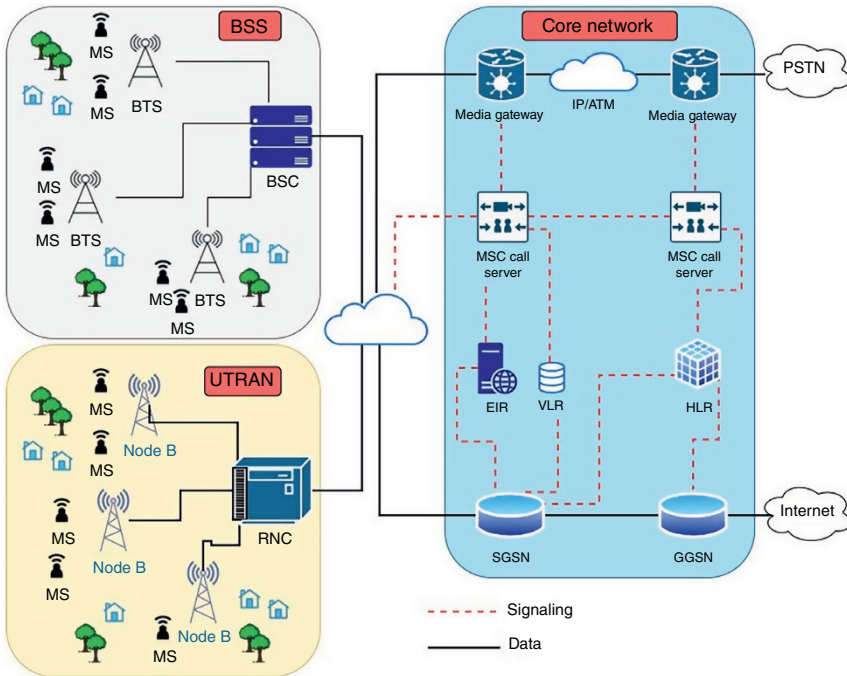 BSS
MS
MS
BTS
MS
MS
BTS
BSC
MS
MS
BTS
UTRAN
MS
MS
Node B
MS
MS
Node B
RNC
MS
Node B
Core network
Media gateway
IP/ATM
Media gateway
PSTN
MSC call
server
MSC call
server
EIR
VLR
HLR
SGSN
GGSN
Internet
Signaling
Data